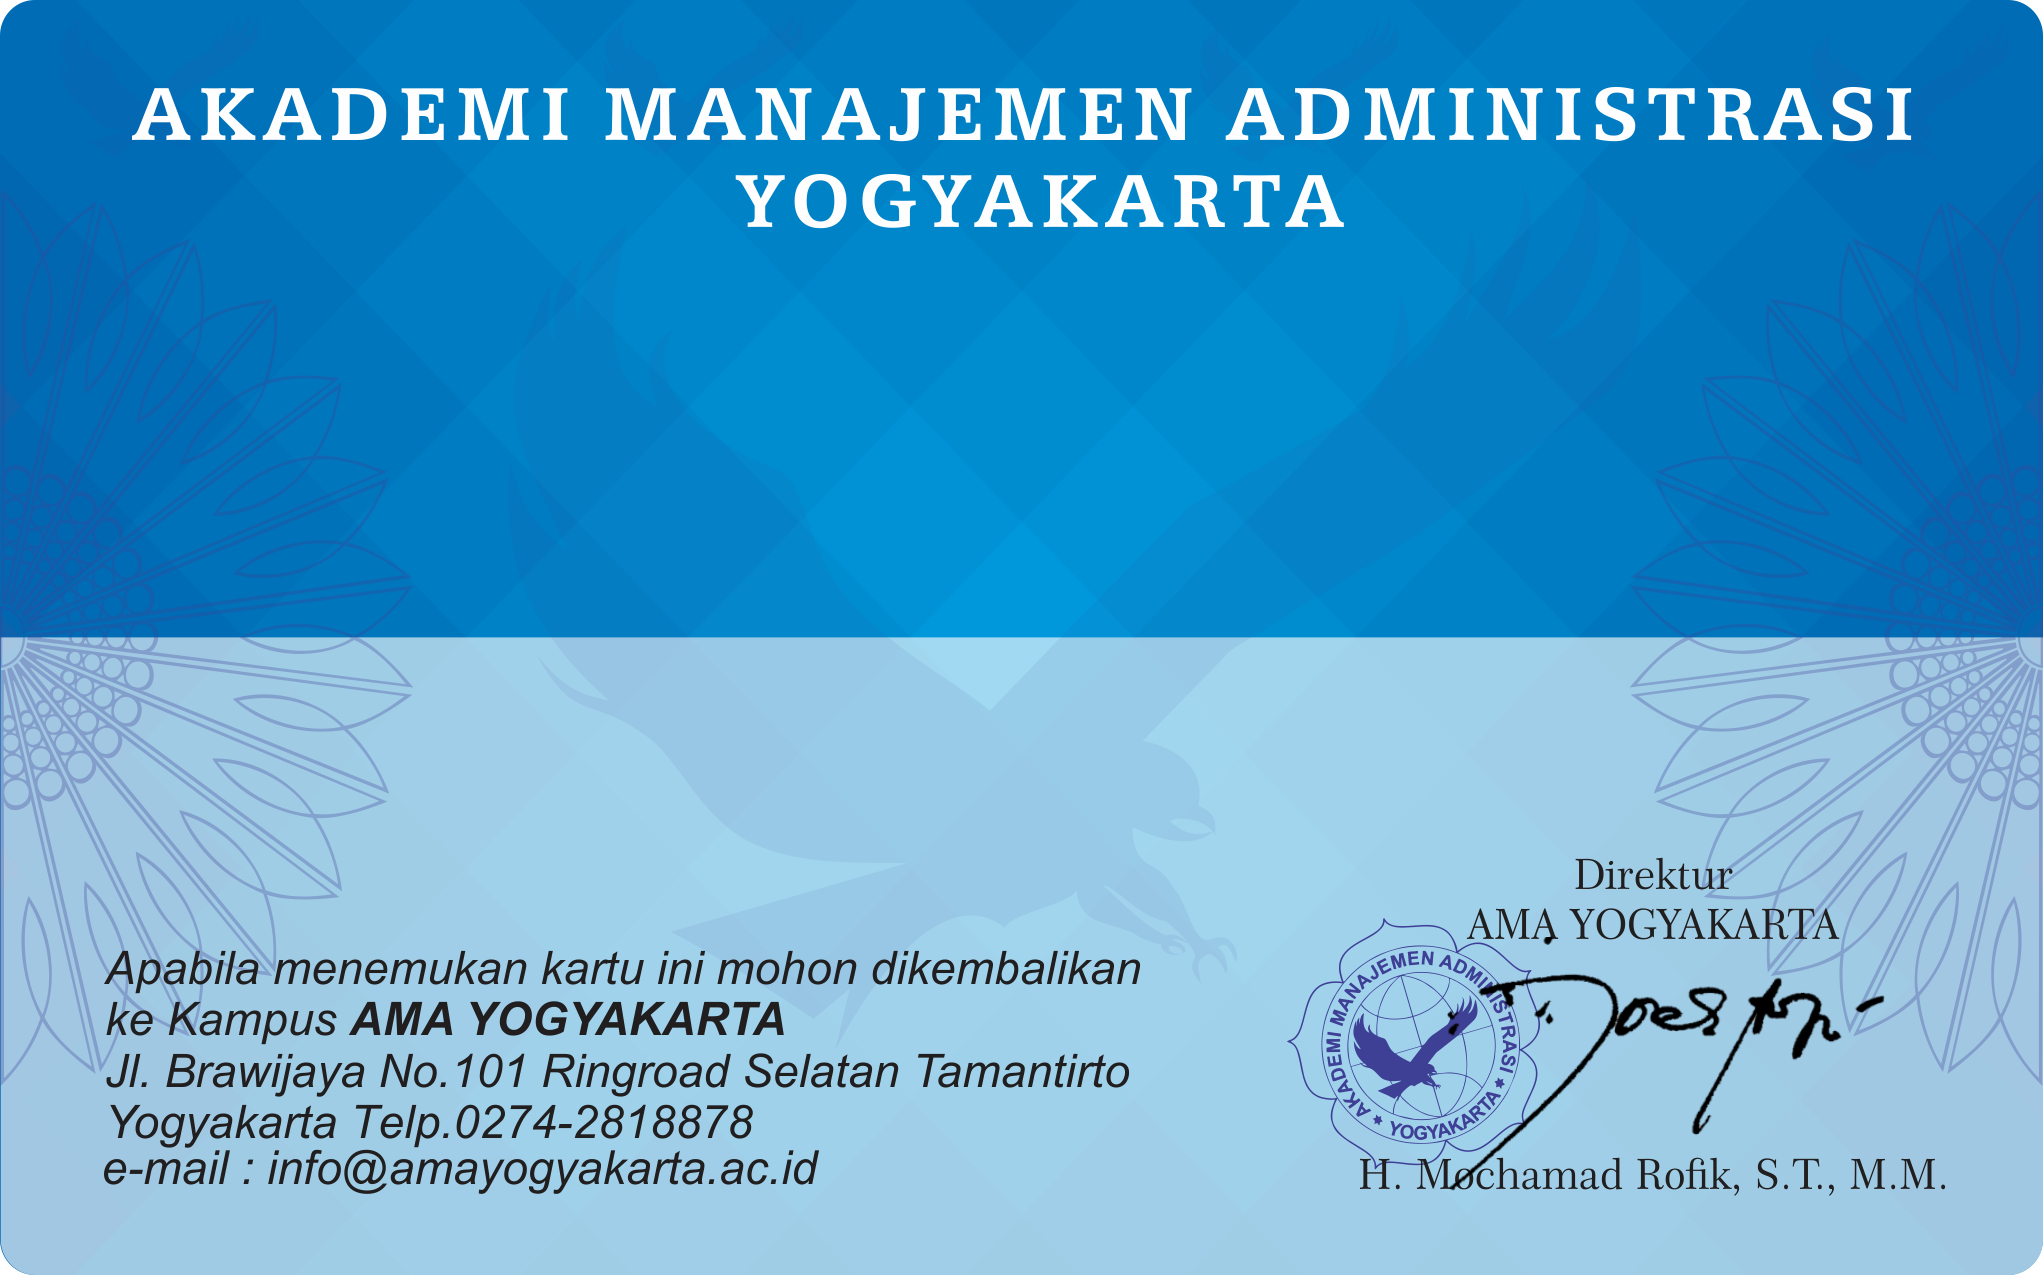 AKADEMI MANAJEMEN ADMINISTRASI
YOGYAKARTA
Apabila menemukan kartu ini mohon dikembalikan
ke Kampus AMA YOGYAKARTA
Jl. Brawijaya No.101 Ringroad Selatan Tamantirto
Yogyakarta Telp.0274-2818878
e-mail : info@amayogyakarta.ac.id
Direktur
AMA YOGYAKARTA
AKADEMI MANAJEMEN ADMINISTRASI
YOGYAKARTA
H. Mochamad Rofik, S.T., M.M.